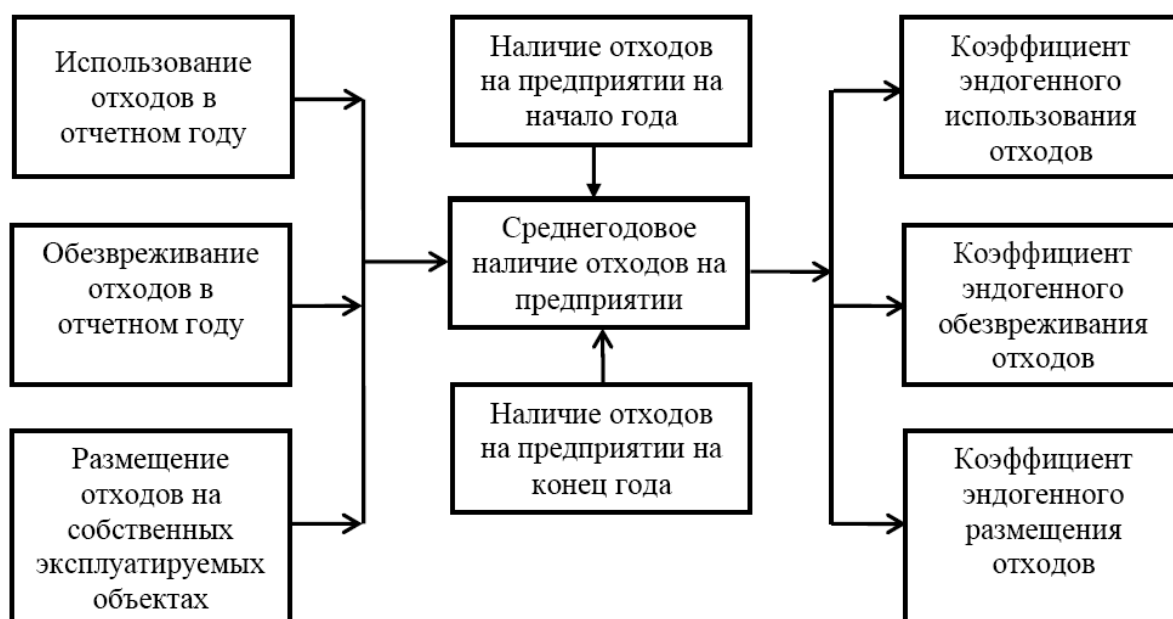 Использование
отходов в
отчетном году
Обезвреживание
отходов в
отчетном году
Размещение
отходов на
собственных
эксплуатируемых
объектах
Наличие отходов
на предприятии на
начало года
Среднегодовое
наличие отходов на
предприятии
Наличие отходов
на предприятии на
конец года
Коэффициент
эндогенного
использования
отходов
Коэффициент
эндогенного
обезвреживания
отходов
Коэффициент
эндогенного
размещения
отходов